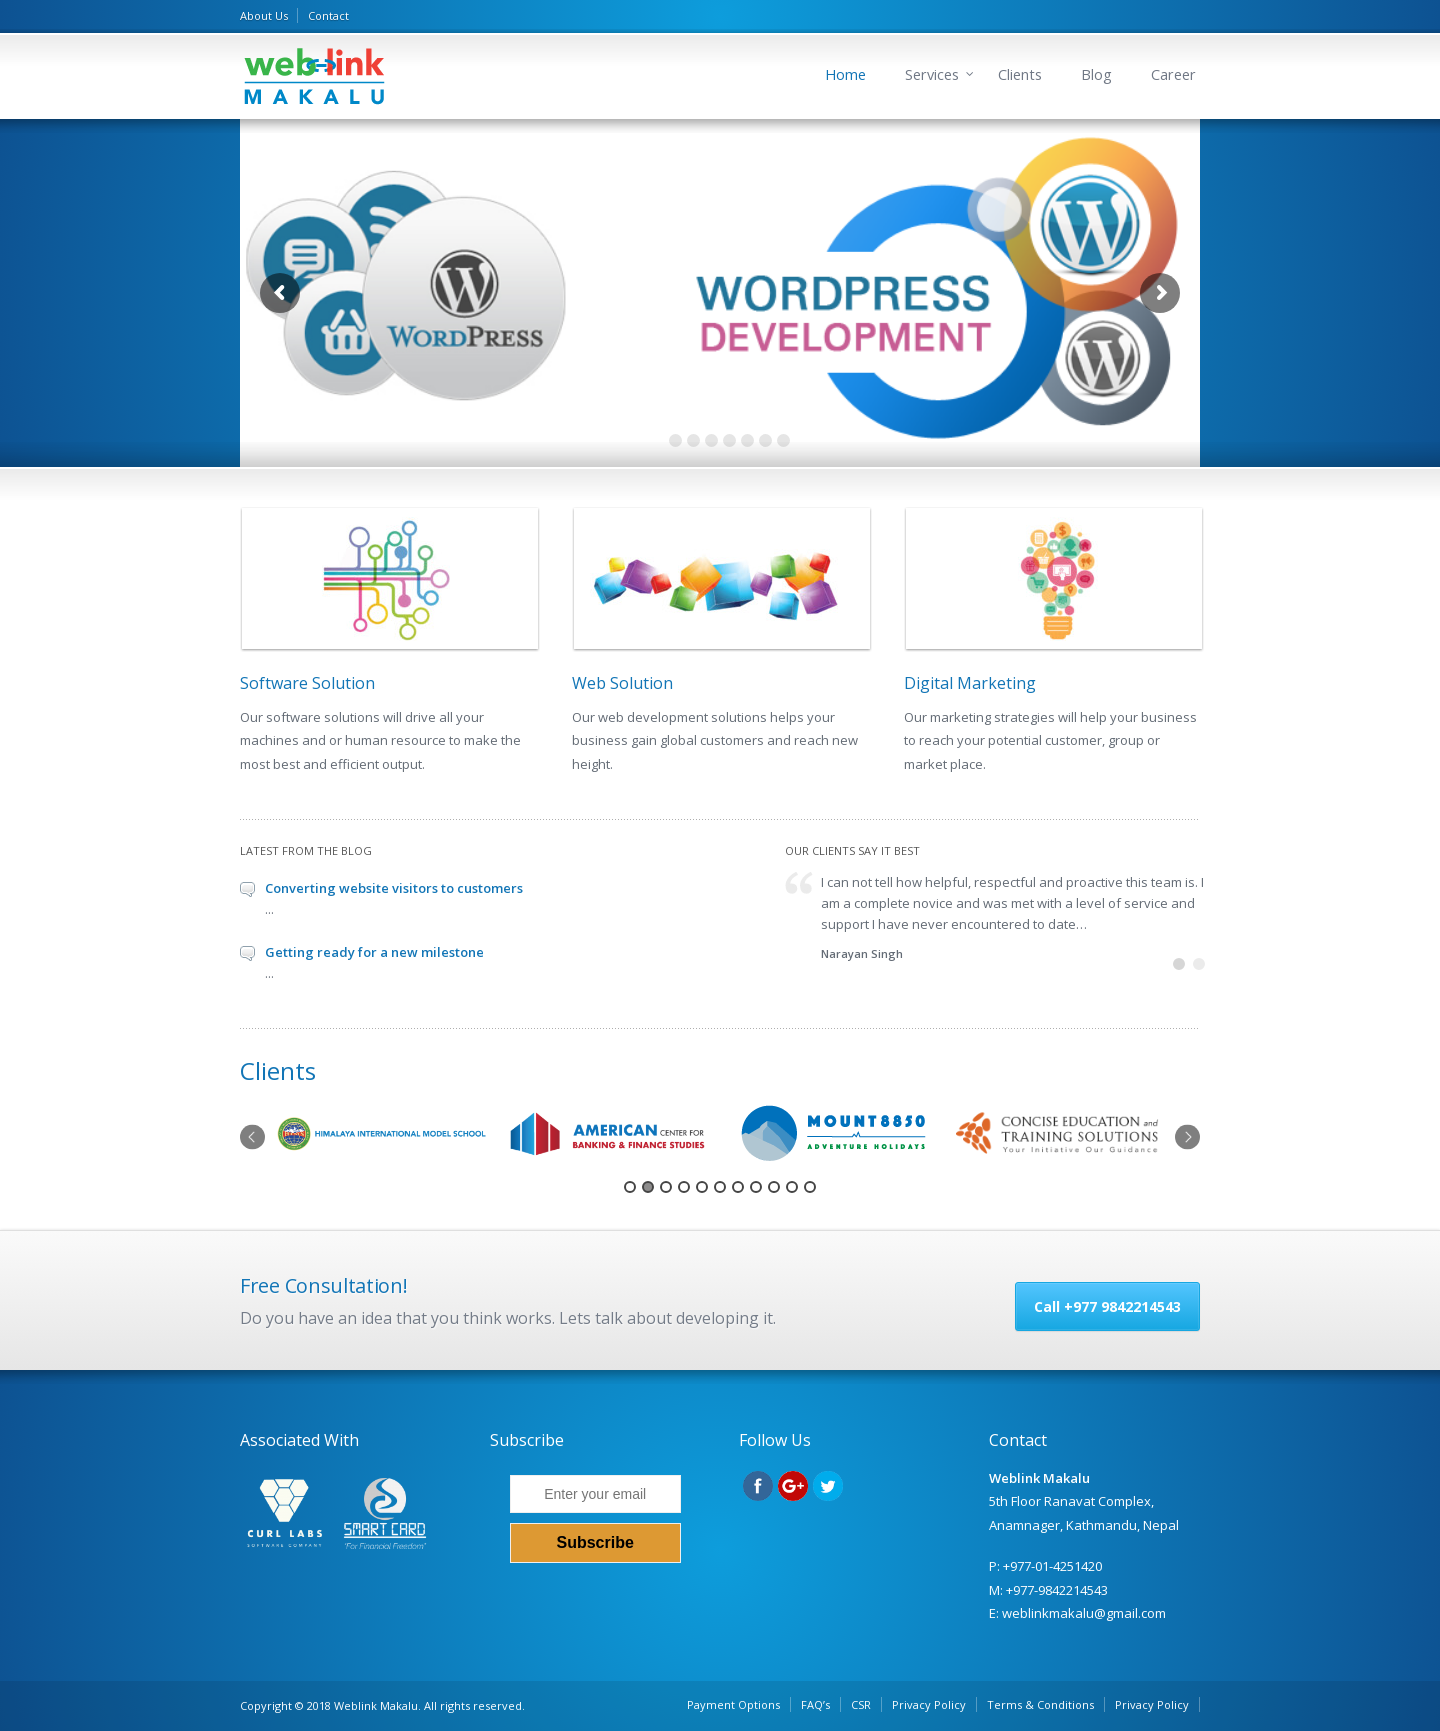 About Us
Contact
web link
MAKALU
Home
Services
Clients
Blog
Career
WORDPRESS
WORDPRESS
DEVELOPMENT
Software Solution
Our software solutions will drive all your
machines and or human resource to make the
most best and efficient output.
Web Solution
Our web development solutions helps your
business gain global customers and reach new
height.
Digital Marketing
Our marketing strategies will help your business
to reach your potential customer, group or
market place.
LATEST FROM THE BLOG
Converting website visitors to customers
...
Getting ready for a new milestone
...
OUR CLIENTS SAY IT BEST
I can not tell how helpful, respectful and proactive this team is. I
am a complete novice and was met with a level of service and
support I have never encountered to date…
Narayan Singh
Clients
HIMALAYA INTERNATIONAL MODEL SCHOOL
AMERICAN CENTER FOR
BANKING & FINANCE STUDIES
MOUNT8850
ADVENTURE HOLIDAYS
CONCISE EDUCATION and
TRAINING SOLUTIONS
Your Initiative Our Guidance
Free Consultation!
Do you have an idea that you think works. Lets talk about developing it.
Call +977 9842214543
Associated With
CURL LABS
SOFTWARE COMPANY
SMART CARD
"For Financial Freedom"
Subscribe
Enter your email
Subscribe
Follow Us
Contact
Weblink Makalu
5th Floor Ranavat Complex,
Anamnager, Kathmandu, Nepal
P: +977-01-4251420
M: +977-9842214543
E: weblinkmakalu@gmail.com
Copyright © 2018 Weblink Makalu. All rights reserved.
Payment Options
FAQ's
CSR
Privacy Policy
Terms & Conditions
Privacy Policy